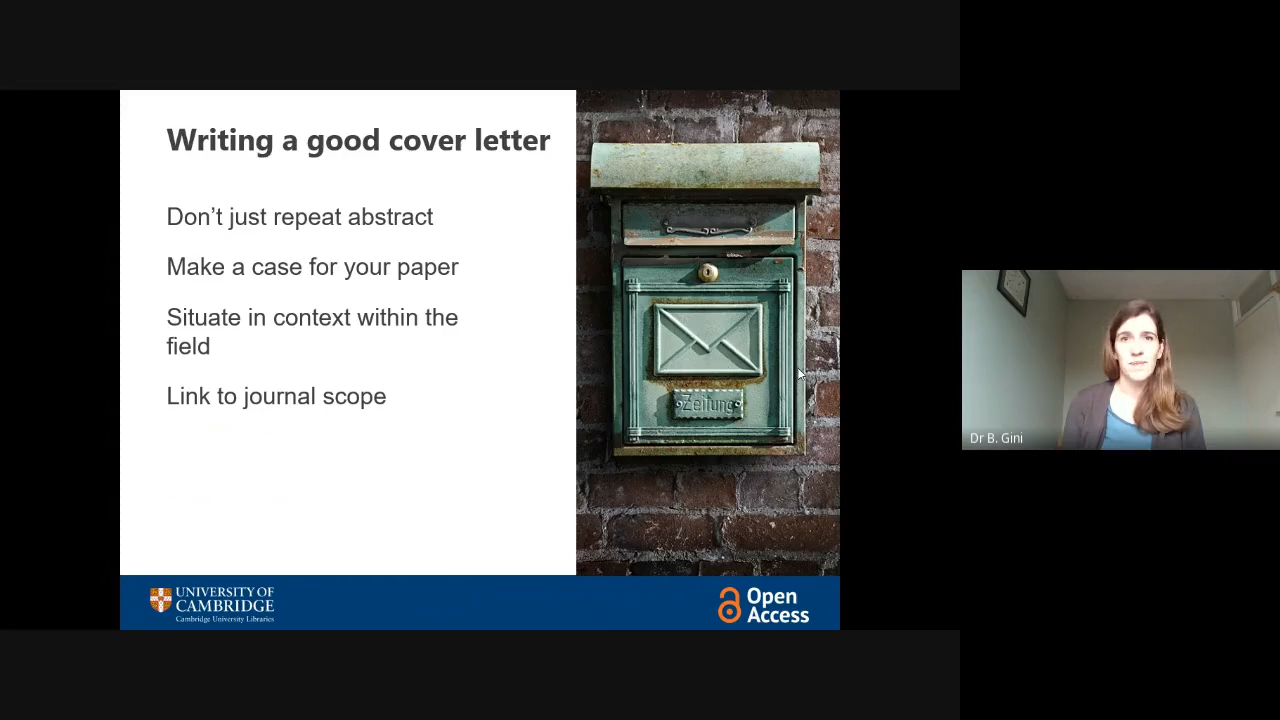 Writing a good cover letter
Don’t just repeat abstract
Make a case for your paper
Situate in context within the
field
Link to journal scope
Zeitung
UNIVERSITY OF
CAMBRIDGE
Cambridge University Libraries
Open
Access
Dr B. Gini